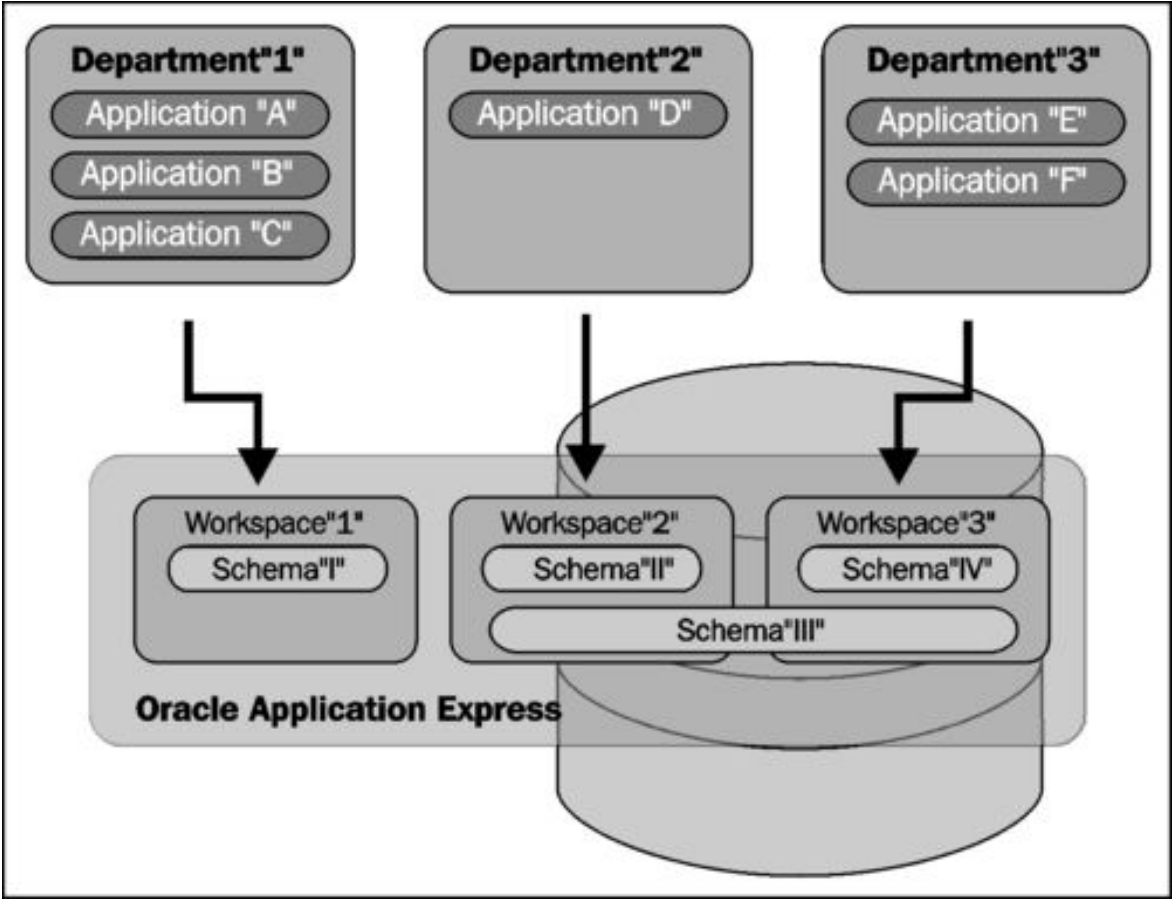 Department"1"
Application "A"
Application "B"
Application "C"
Department"2"
Application "D"
Department"3"
Application "E"
Application "F"
Workspace"1"
Schema"I"
Workspace"2"
Schema"II"
Workspace"3"
Schema"IV"
Schema"III"
Oracle Application Express